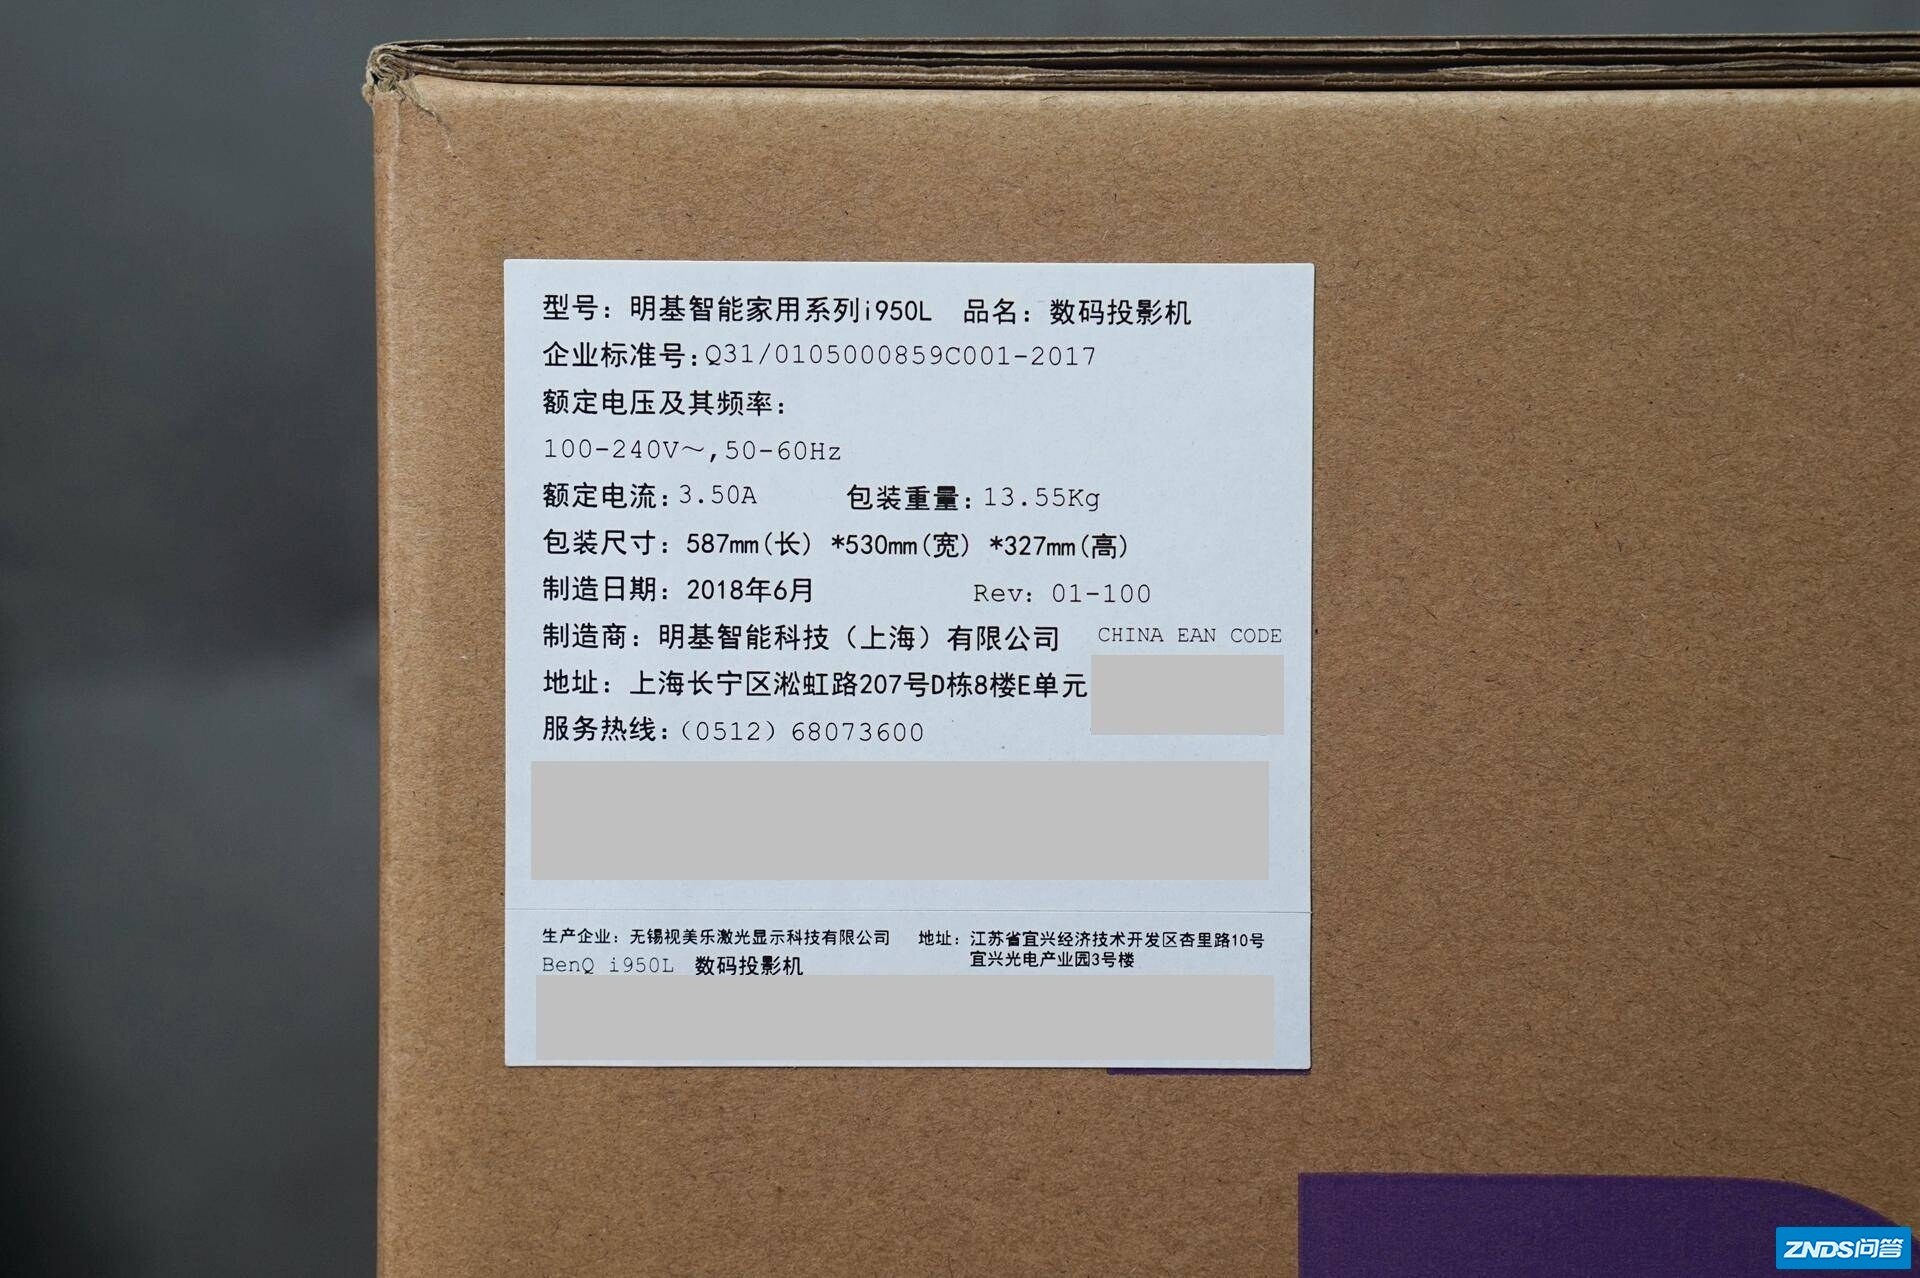 型号：明基智能家用系列i950L 品名：数码投影机
企业标准号:Q31/0105000859C001-2017
额定电压及其频率：
100-240V～,50-60Hz
额定电流:3.50A 包装重量:13.55Kg
包装尺寸：587mm(长) *530mm(宽) *327mm(高)
制造日期：2018年6月 Rev: 01-100
制造商：明基智能科技（上海）有限公司 CHINA EAN CODE
地址：上海长宁区淞虹路207号D栋8楼E单元
服务热线:(0512) 68073600
生产企业：无锡视美乐激光显示科技有限公司 地址：江苏省宜兴经济技术开发区杏里路10号
宜兴光电产业园3号楼
BenQ i950L 数码投影机
ZNDS问答